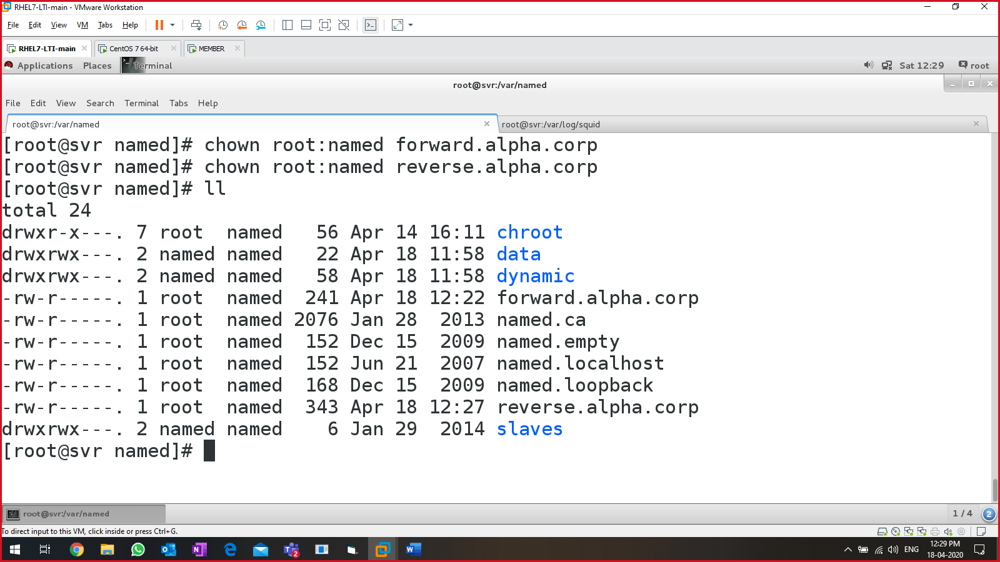 RHEL7-LTI-main - VMware Workstation
File Edit View VM Tabs Help
RHEL7-LTI-main CentOS 7 64-bit MEMBER
Applications Places Terminal Sat 12:29 root
root@svr:/var/named
File Edit View Search Terminal Tabs Help
root@svr:/var/named root@svr:/var/log/squid
[root@svr named]# chown root:named forward.alpha.corp
[root@svr named]# chown root:named reverse.alpha.corp
[root@svr named]# ll
total 24
drwxr-x---. 7 root named 56 Apr 14 16:11 chroot
drwxrwx---. 2 named named 22 Apr 18 11:58 data
drwxrwx---. 2 named named 58 Apr 18 11:58 dynamic
-rw-r-----. 1 root named 241 Apr 18 12:22 forward.alpha.corp
-rw-r-----. 1 root named 2076 Jan 28 2013 named.ca
-rw-r-----. 1 root named 152 Dec 15 2009 named.empty
-rw-r-----. 1 root named 152 Jun 21 2007 named.localhost
-rw-r-----. 1 root named 168 Dec 15 2009 named.loopback
-rw-r-----. 1 root named 343 Apr 18 12:27 reverse.alpha.corp
drwxrwx---. 2 named named 6 Jan 29 2014 slaves
[root@svr named]#
root@svr:/var/named 1 / 4 2
To direct input to this VM, click inside or press Ctrl+G.
2 ENG 12:29 PM
18-04-2020